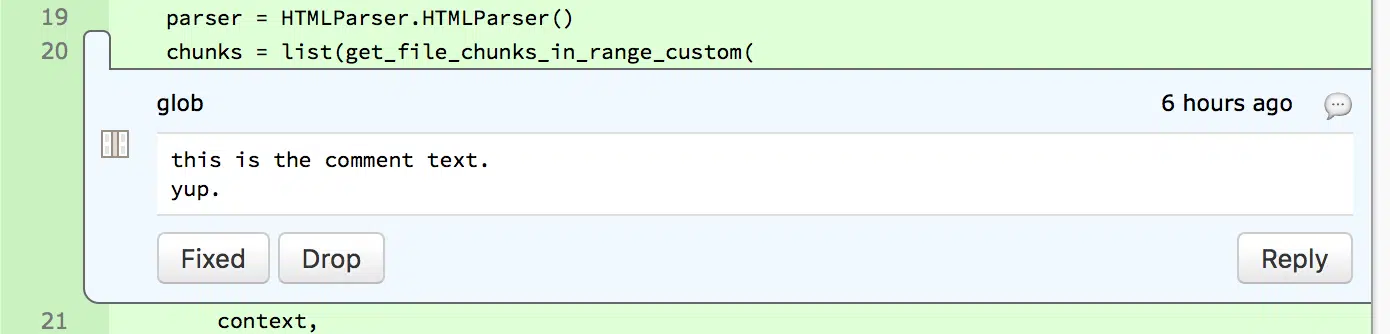 19 parser = HTMLParser.HTMLParser()
20 chunks = list(get_file_chunks_in_range_custom(
glob 6 hours ago
this is the comment text.
yup.
Fixed Drop Reply
21 context,